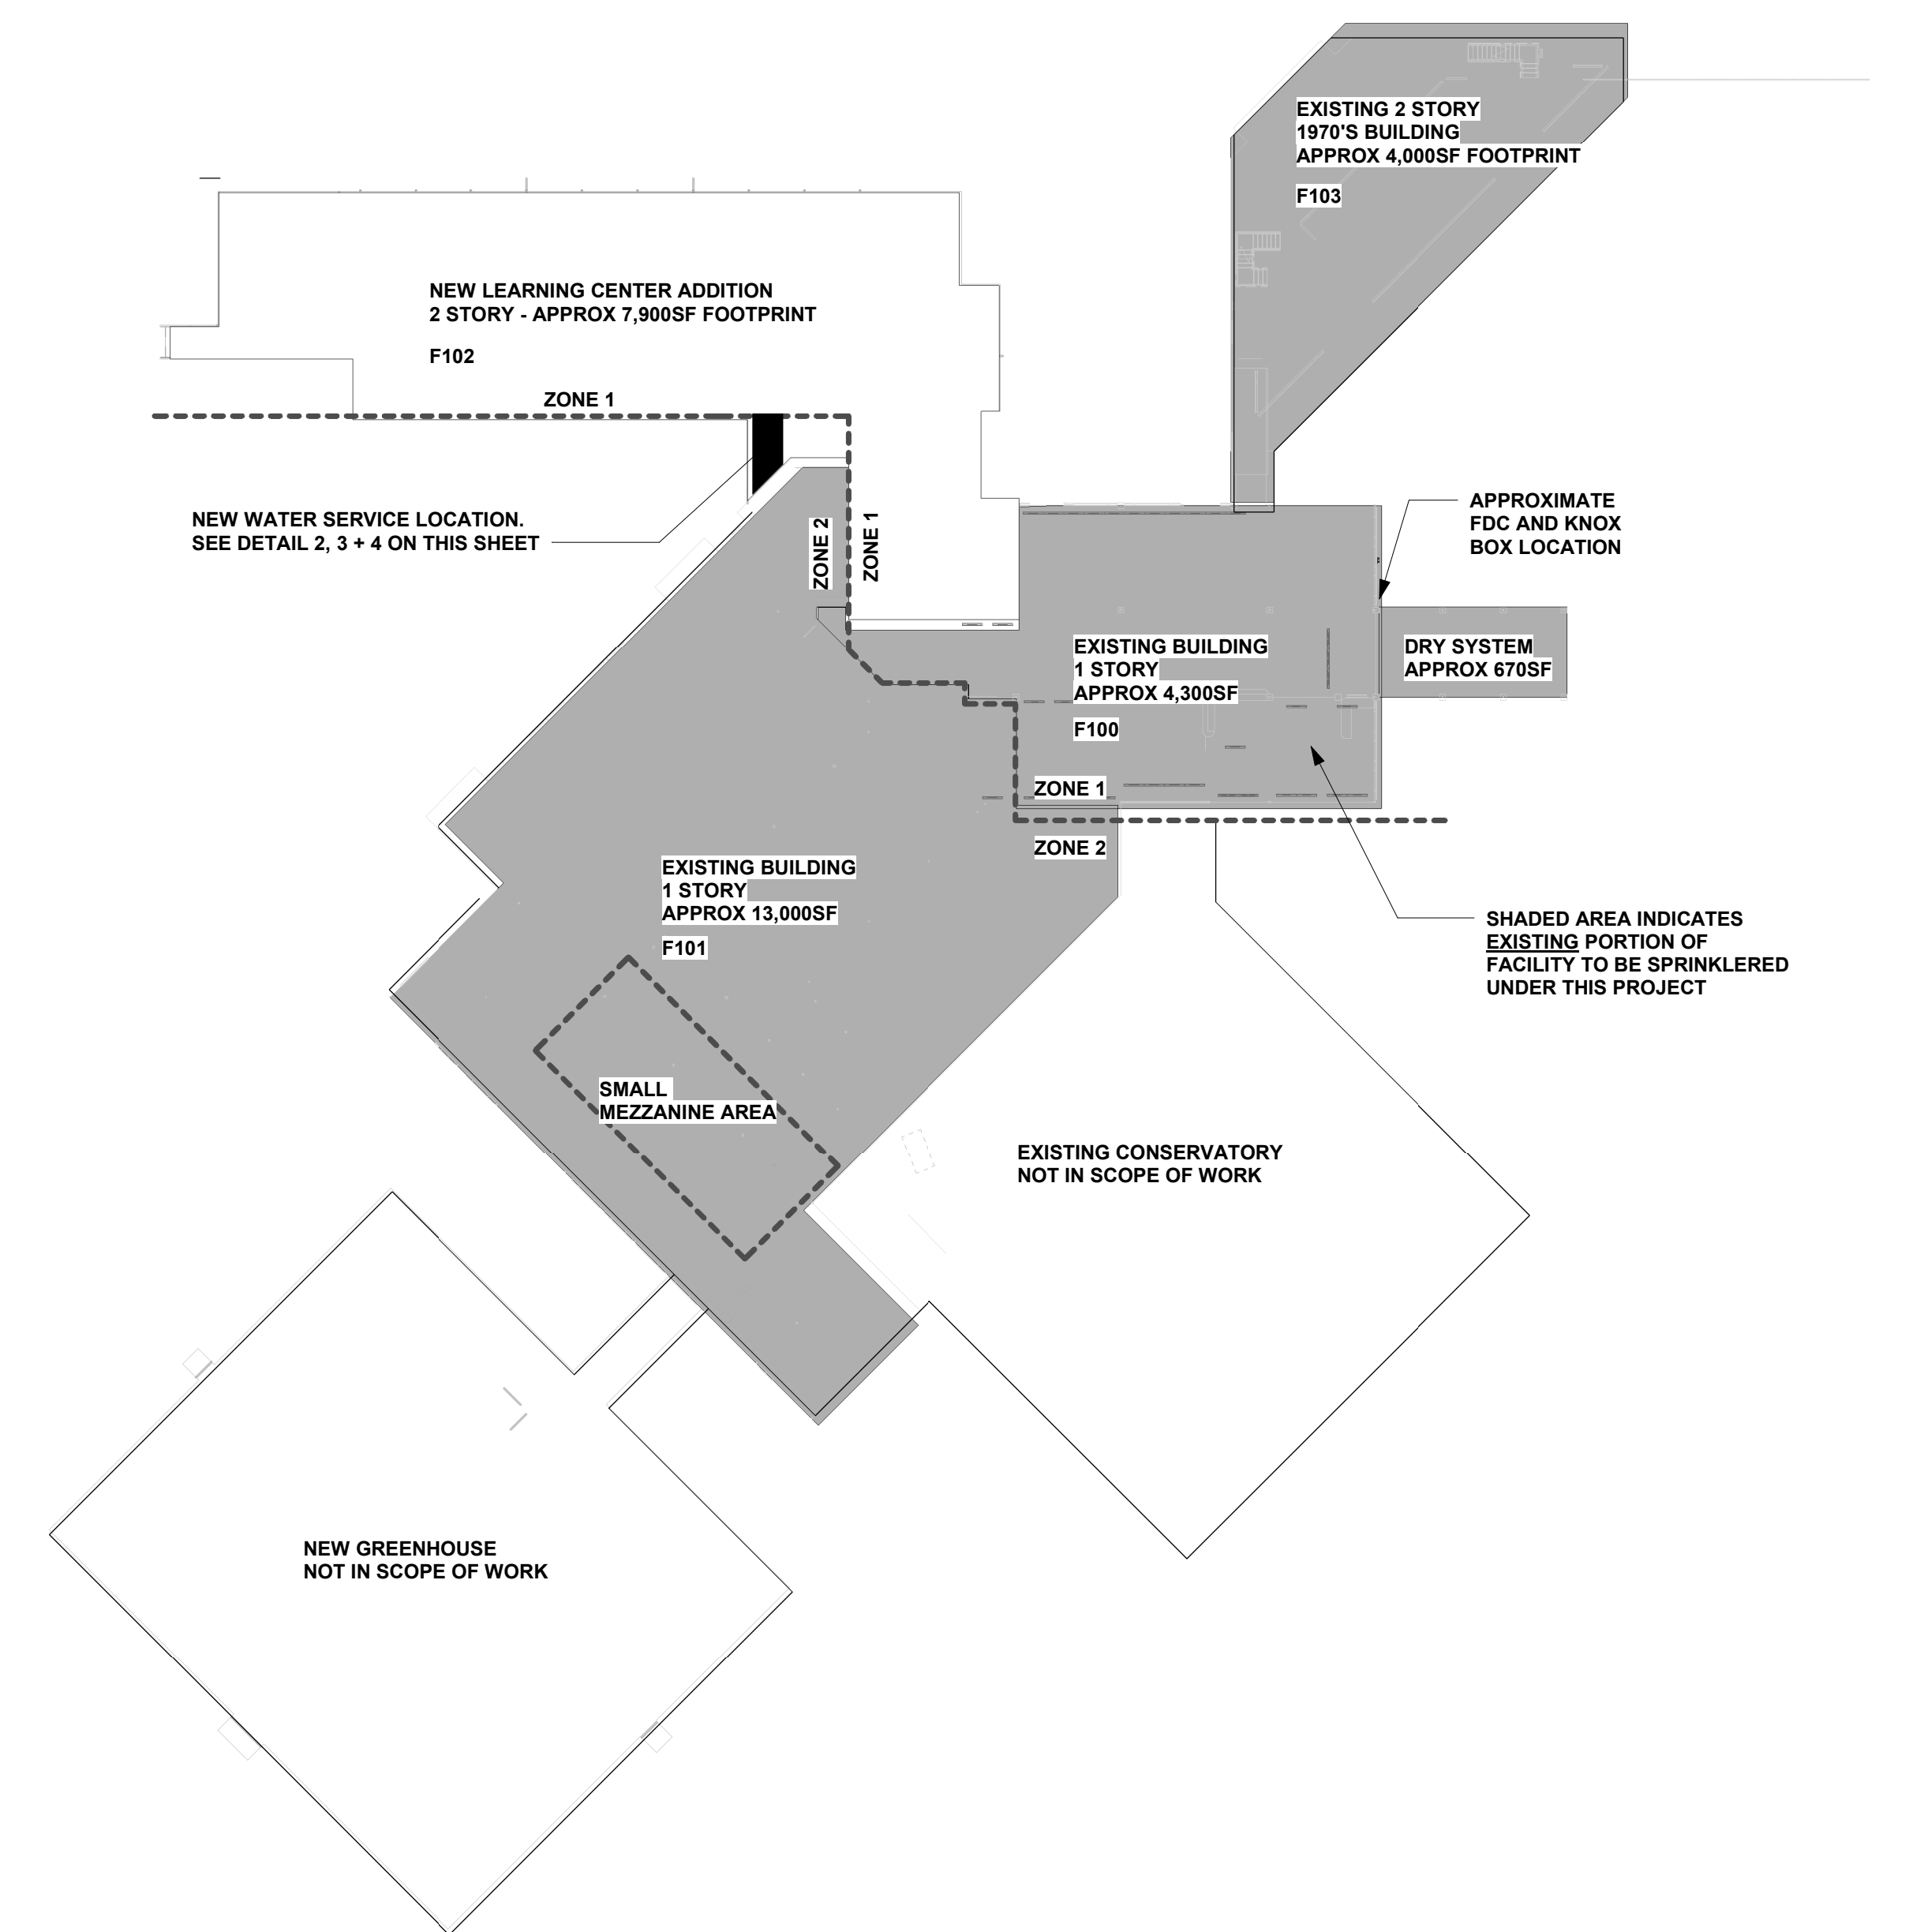 EXISTING 2 STORY
1970'S BUILDING
APPROX 4,000SF FOOTPRINT
F103
NEW LEARNING CENTER ADDITION
2 STORY - APPROX 7,900SF FOOTPRINT
F102
ZONE 1
NEW WATER SERVICE LOCATION.
SEE DETAIL 2, 3 + 4 ON THIS SHEET
ZONE 2
ZONE 1
APPROXIMATE
FDC AND KNOX
BOX LOCATION
EXISTING BUILDING
1 STORY
APPROX 4,300SF
F100
DRY SYSTEM
APPROX 670SF
ZONE 1
ZONE 2
EXISTING BUILDING
1 STORY
APPROX 13,000SF
F101
SHADED AREA INDICATES
EXISTING PORTION OF
FACILITY TO BE SPRINKLERED
UNDER THIS PROJECT
SMALL
MEZZANINE AREA
EXISTING CONSERVATORY
NOT IN SCOPE OF WORK
NEW GREENHOUSE
NOT IN SCOPE OF WORK